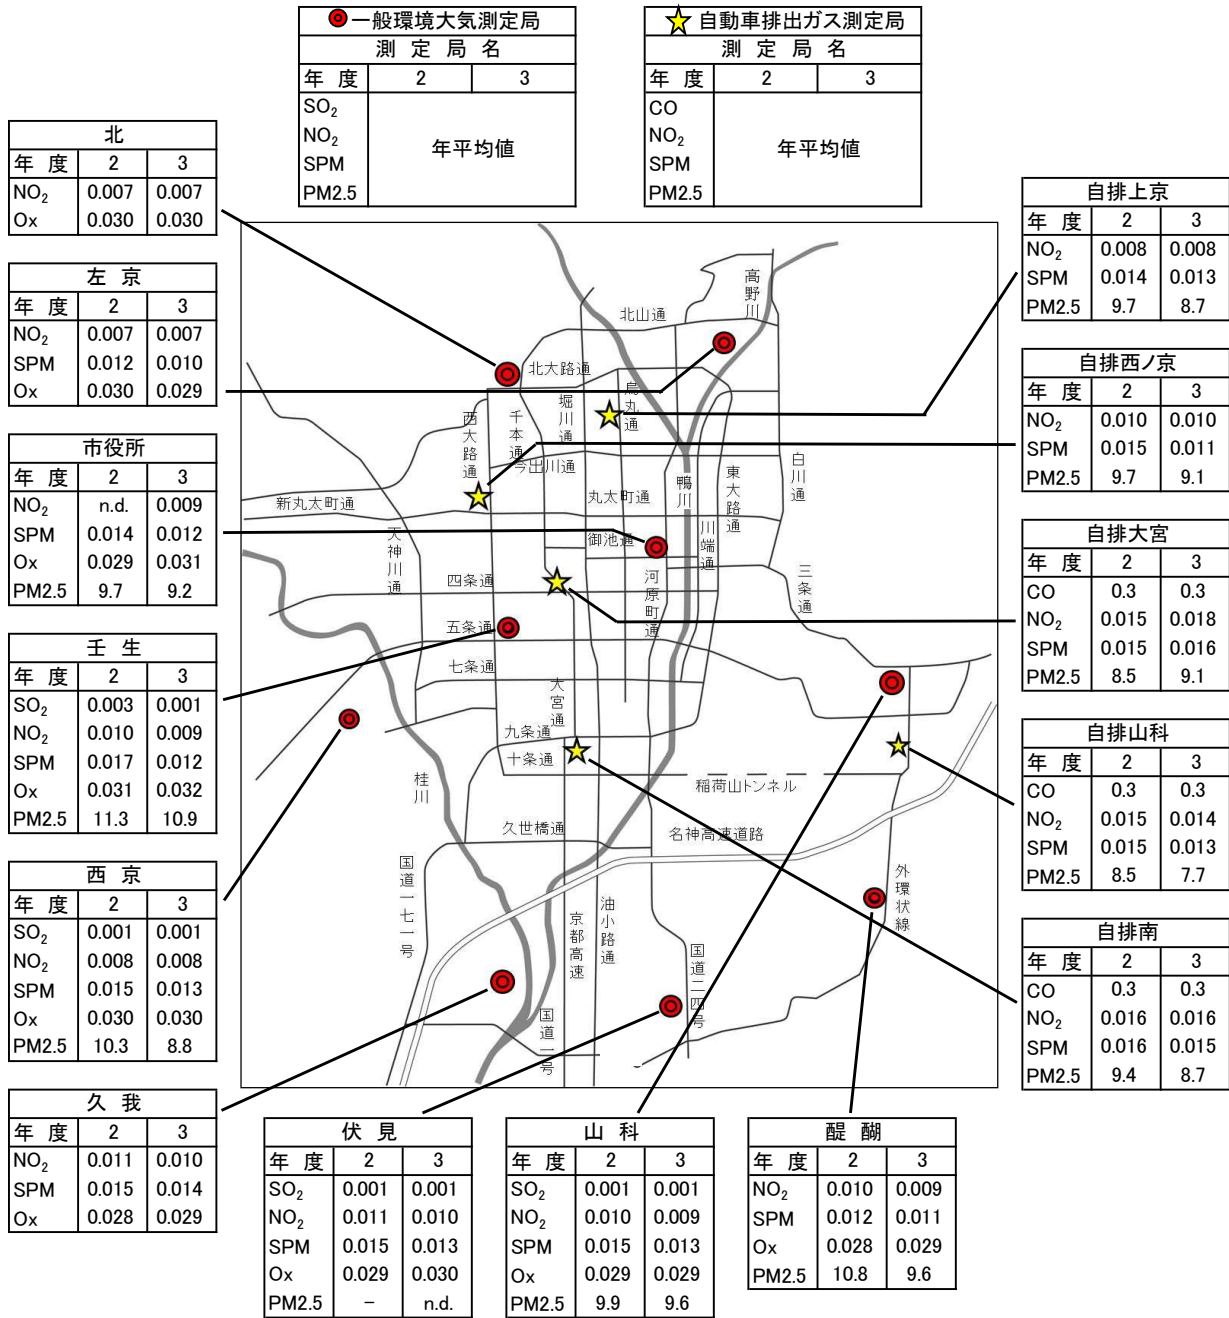 一般環境大気測定局
測定局名
年度 2 3
SO₂
NO₂
SPM
PM2.5
年平均値
自動車排出ガス測定局
測定局名
年度 2 3
CO
NO₂
SPM
PM2.5
年平均値
北
年度 2 3
NO₂ 0.007 0.007
Ox 0.030 0.030
左京
年度 2 3
NO₂ 0.007 0.007
SPM 0.012 0.010
Ox 0.030 0.029
市役所
年度 2 3
NO₂ n.d. 0.009
SPM 0.014 0.012
Ox 0.029 0.031
PM2.5 9.7 9.2
壬生
年度 2 3
SO₂ 0.003 0.001
NO₂ 0.010 0.009
SPM 0.017 0.012
Ox 0.031 0.032
PM2.5 11.3 10.9
西京
年度 2 3
SO₂ 0.001 0.001
NO₂ 0.008 0.008
SPM 0.015 0.013
Ox 0.030 0.030
PM2.5 10.3 8.8
久我
年度 2 3
NO₂ 0.011 0.010
SPM 0.015 0.014
Ox 0.028 0.029
高野川
北山通
北大路通
烏丸通
堀川通
千本通
西大路通
今出川通
白川通
東大路通
鴨川
新丸太町通
丸太町通
天神川通
御池通
川端通
河原町通
三条通
四条通
五条通
七条通
大宮通
九条通
十条通
稲荷山トンネル
桂川
久世橋通
名神高速道路
国道一七一号
外環状線
油小路通
京都高速
国道二四号
国道一号
自排上京
年度 2 3
NO₂ 0.008 0.008
SPM 0.014 0.013
PM2.5 9.7 8.7
自排西ノ京
年度 2 3
NO₂ 0.010 0.010
SPM 0.015 0.011
PM2.5 9.7 9.1
自排大宮
年度 2 3
CO 0.3 0.3
NO₂ 0.015 0.018
SPM 0.015 0.016
PM2.5 8.5 9.1
自排山科
年度 2 3
CO 0.3 0.3
NO₂ 0.015 0.014
SPM 0.015 0.013
PM2.5 8.5 7.7
自排南
年度 2 3
CO 0.3 0.3
NO₂ 0.016 0.016
SPM 0.016 0.015
PM2.5 9.4 8.7
伏見
年度 2 3
SO₂ 0.001 0.001
NO₂ 0.011 0.010
SPM 0.015 0.013
Ox 0.029 0.030
PM2.5 － n.d.
山科
年度 2 3
SO₂ 0.001 0.001
NO₂ 0.010 0.009
SPM 0.015 0.013
Ox 0.029 0.029
PM2.5 9.9 9.6
醍醐
年度 2 3
NO₂ 0.010 0.009
SPM 0.012 0.011
Ox 0.028 0.029
PM2.5 10.8 9.6